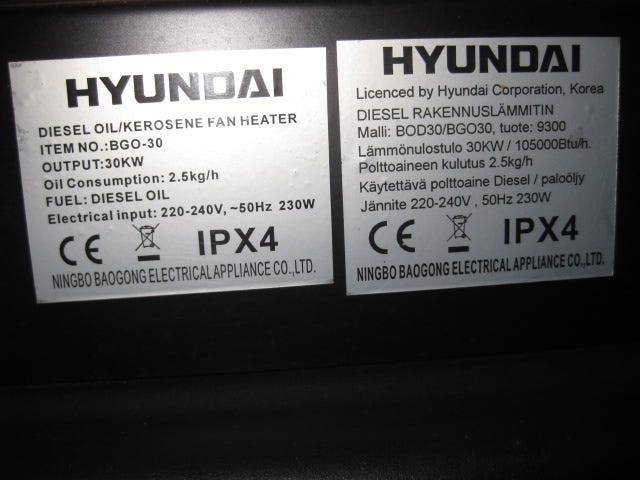 HYUNDAI
DIESEL OIL/KEROSENE FAN HEATER
ITEM NO.:BGO-30
OUTPUT:30KW
Oil Consumption: 2.5kg/h
FUEL: DIESEL OIL
Electrical input: 220-240V, ~50Hz 230W
CE IPX4
NINGBO BAOGONG ELECTRICAL APPLIANCE CO.,LTD.
HYUNDAI
Licenced by Hyundai Corporation, Korea
DIESEL RAKENNUSLÄMMITIN
Malli: BOD30/BGO30, tuote: 9300
Lämmönulostulo 30KW / 105000Btu/h.
Polttoaineen kulutus 2.5kg/h
Käytettävä polttoaine Diesel / paloöljy
Jännite 220-240V , 50Hz 230W
CE IPX4
NINGBO BAOGONG ELECTRICAL APPLIANCE CO.,LTD.